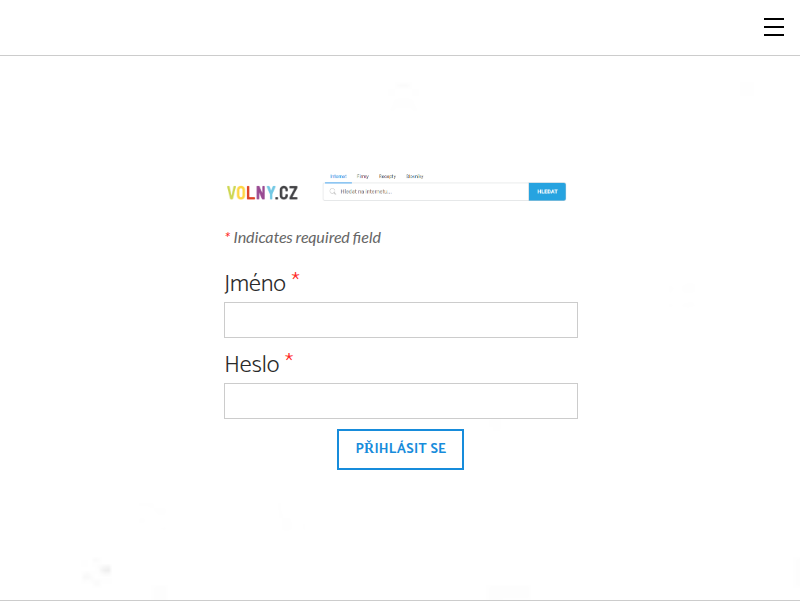 Internet Firmy Recepty Slovníky
VOLNY.CZ
Hledat na internetu...
HLEDAT
* Indicates required field
Jméno *
Heslo *
PŘIHLÁSIT SE